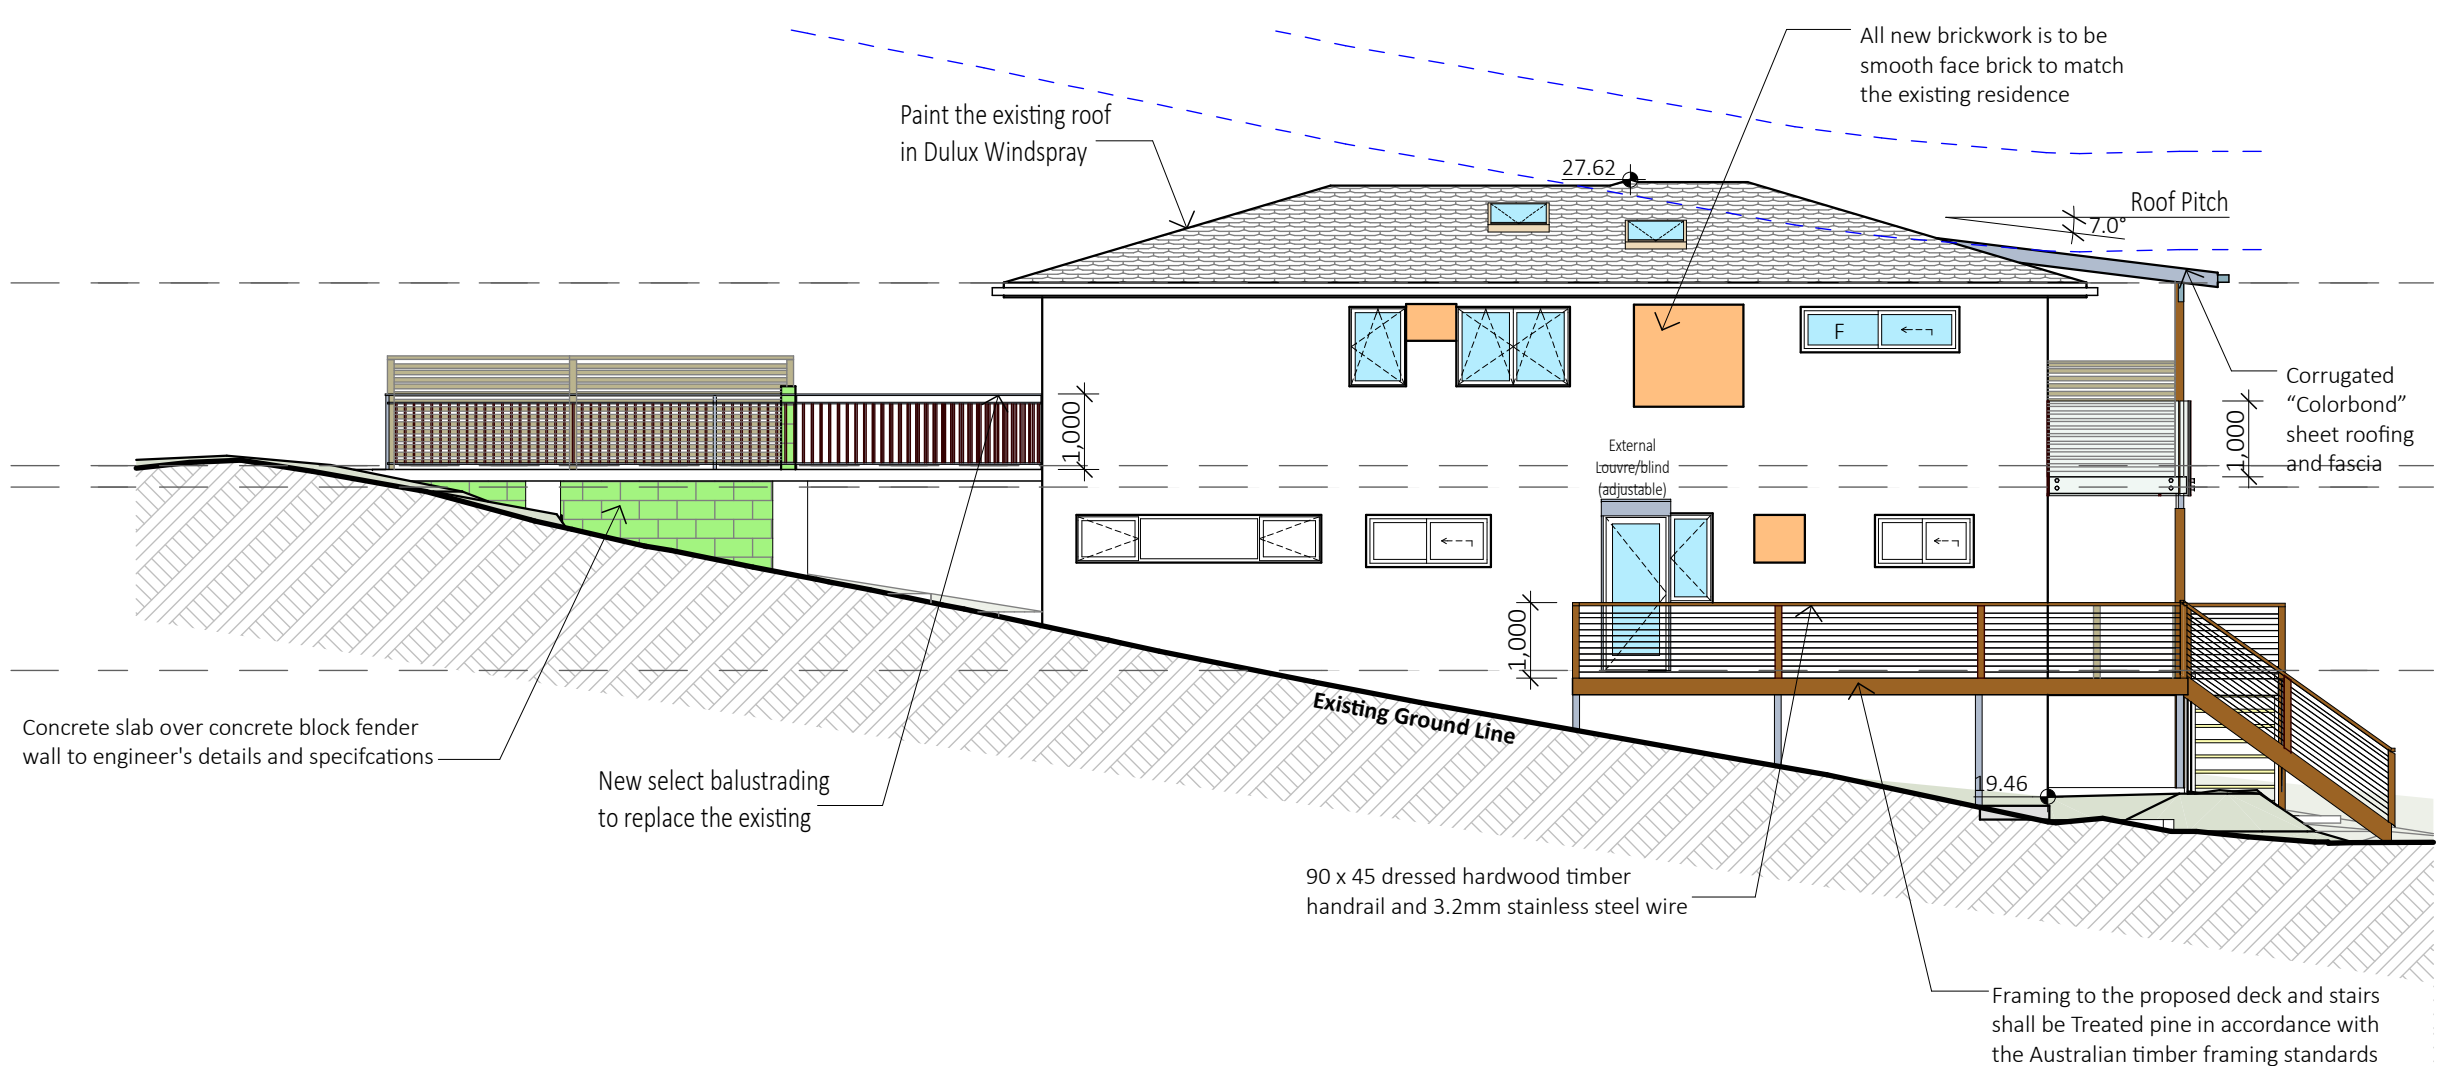 All new brickwork is to be
smooth face brick to match
the existing residence
Paint the existing roof
in Dulux Windspray
27.62
Roof Pitch
7.0°
F
Corrugated
“Colorbond”
sheet roofing
and fascia
1,000
1,000
External
Louvre/blind
(adjustable)
1,000
Existing Ground Line
Concrete slab over concrete block fender
wall to engineer's details and specifcations
New select balustrading
to replace the existing
19.46
90 x 45 dressed hardwood timber
handrail and 3.2mm stainless steel wire
Framing to the proposed deck and stairs
shall be Treated pine in accordance with
the Australian timber framing standards